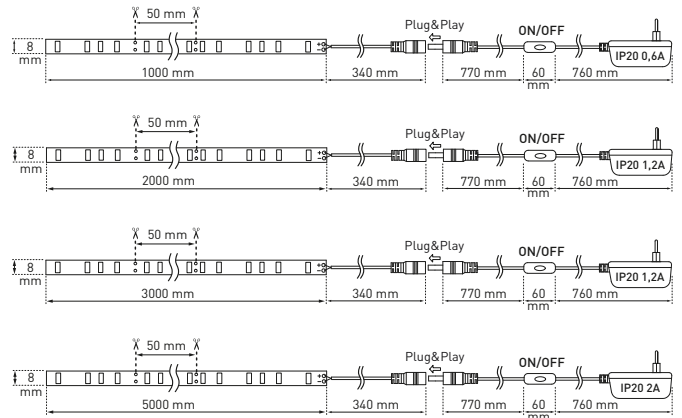 50 mm
Plug&Play
ON/OFF
8
mm
+
-
IP20 0,6A
1000 mm
340 mm
770 mm
60
mm
760 mm
50 mm
Plug&Play
ON/OFF
8
mm
+
-
IP20 1,2A
2000 mm
340 mm
770 mm
60
mm
760 mm
50 mm
Plug&Play
ON/OFF
8
mm
+
-
IP20 1,2A
3000 mm
340 mm
770 mm
60
mm
760 mm
50 mm
Plug&Play
ON/OFF
8
mm
+
-
IP20 2A
5000 mm
340 mm
770 mm
60
mm
760 mm